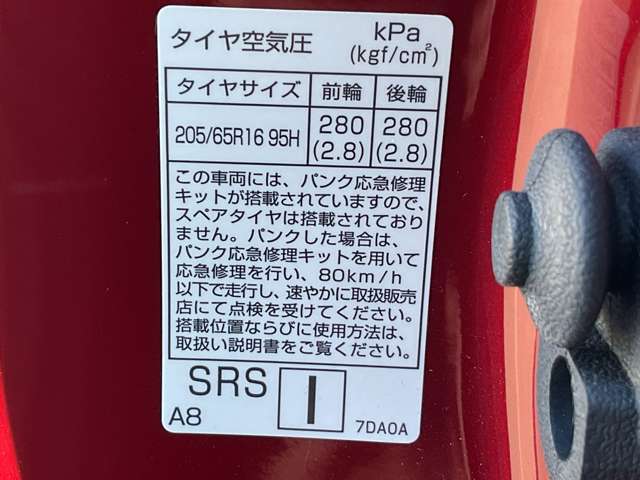 タイヤ空気圧 kPa
(kgf/cm²)
タイヤサイズ 前輪 後輪
205/65R16 95H 280 280
(2.8) (2.8)
この車両には、パンク応急修理
キットが搭載されていますので、
スペアタイヤは搭載されており
ません。パンクした場合は、
パンク応急修理キットを用いて
応急修理を行い、80km/h
以下で走行し、速やかに取扱販売
店にて点検を受けてください。
搭載位置ならびに使用方法は、
取扱い説明書をご覧ください。
SRS I
A8 7DA0A